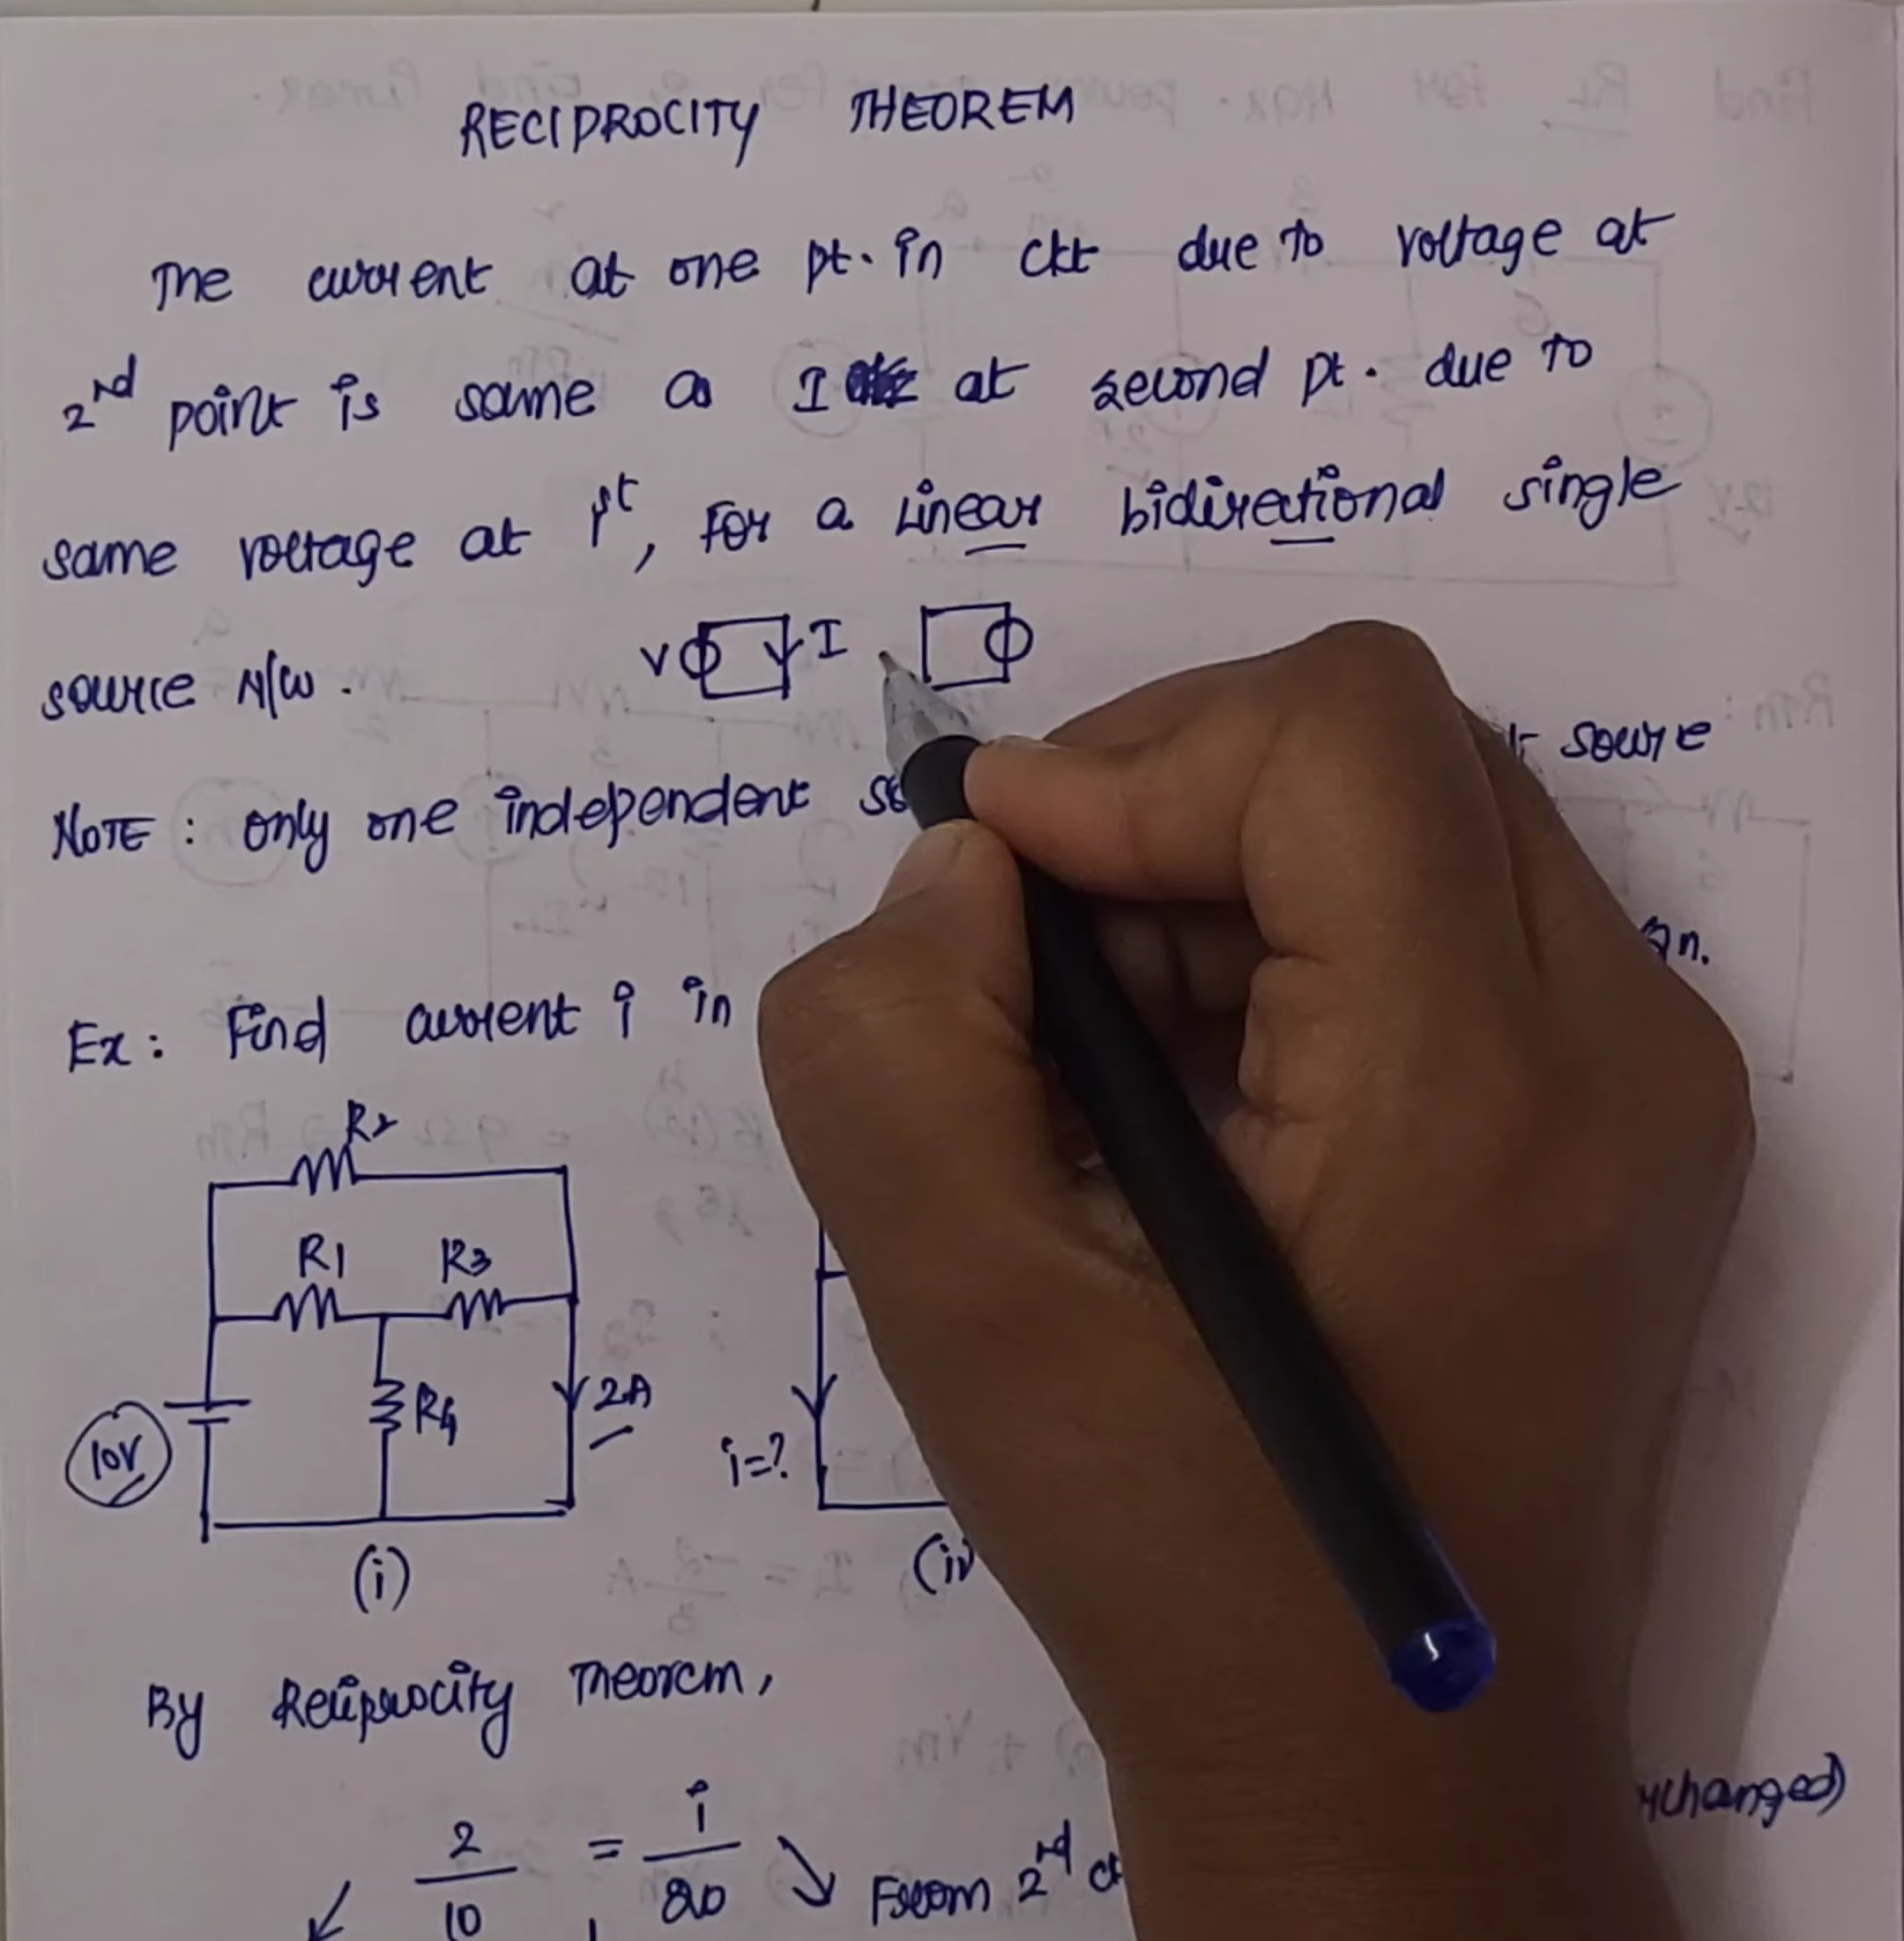 RECIPROCITY THEOREM
The current at one pt. in ckt due to voltage at
2nd point is same as I at second pt. due to
same voltage at 1st, for a Linear bidirectional single
source N/W.
V I
NOTE: only one independent source
Ex: Find current i in
R2
R1 R3
R4
10V
2A
i=?
(i)
By Reciprocity Theorem,
2/10 = i/20
From 2nd